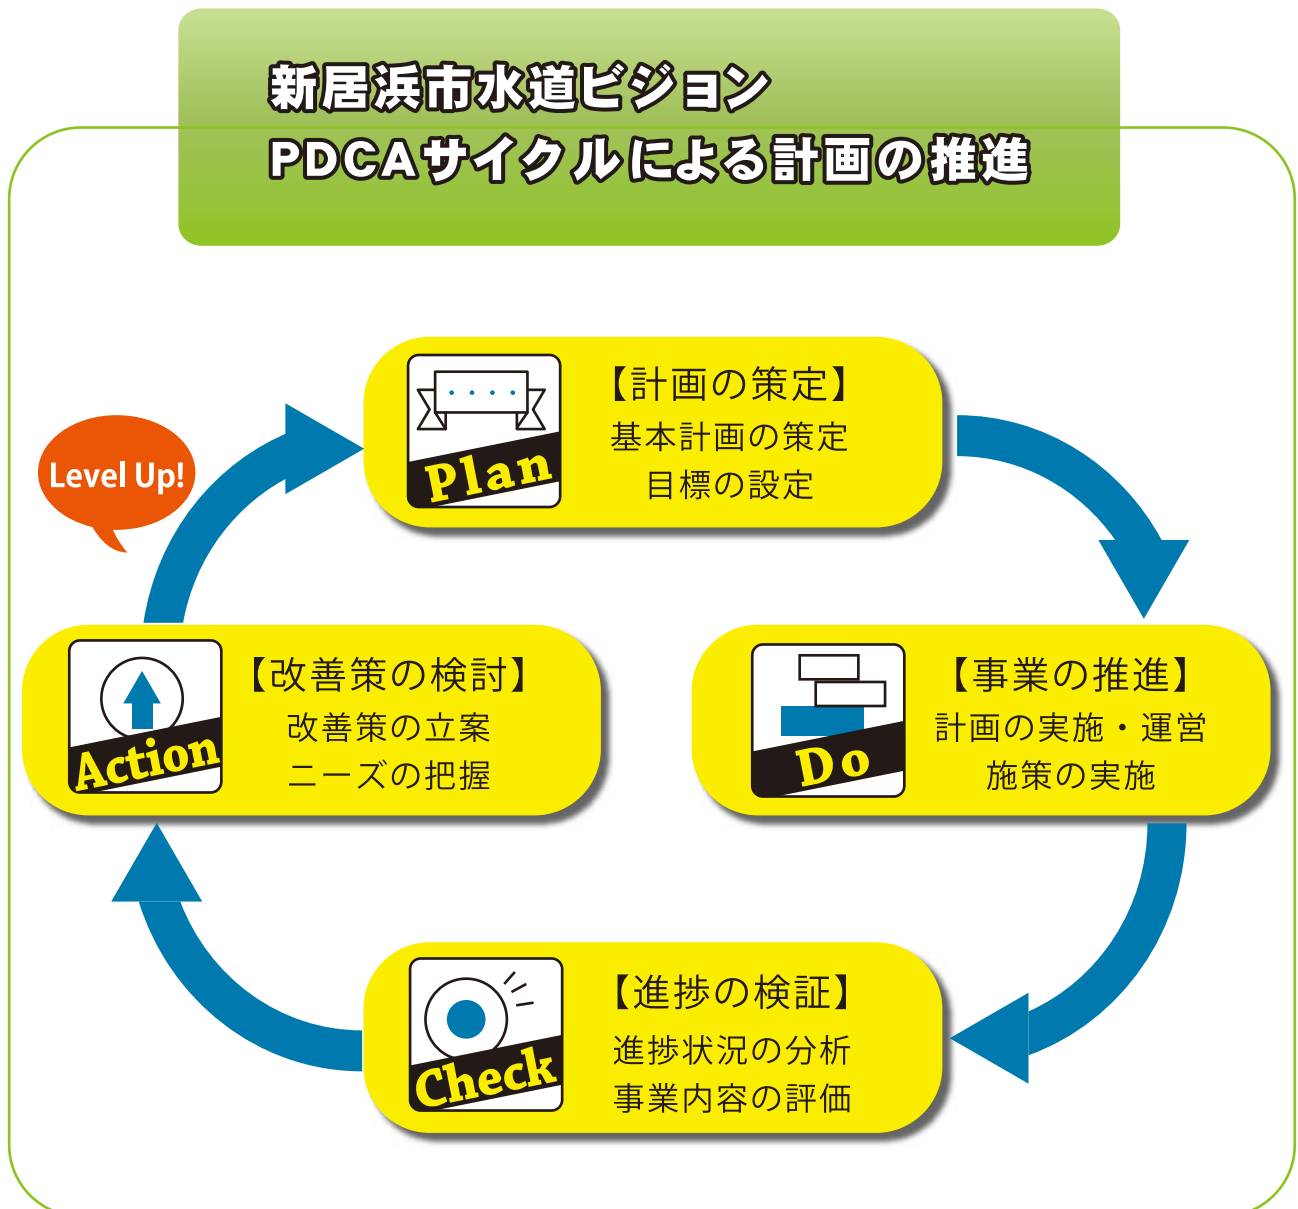 新居浜市水道ビジョン
PDCAサイクルによる計画の推進
Plan
【計画の策定】
基本計画の策定
目標の設定
Level Up!
Action
【改善策の検討】
改善策の立案
ニーズの把握
Do
【事業の推進】
計画の実施・運営
施策の実施
Check
【進捗の検証】
進捗状況の分析
事業内容の評価